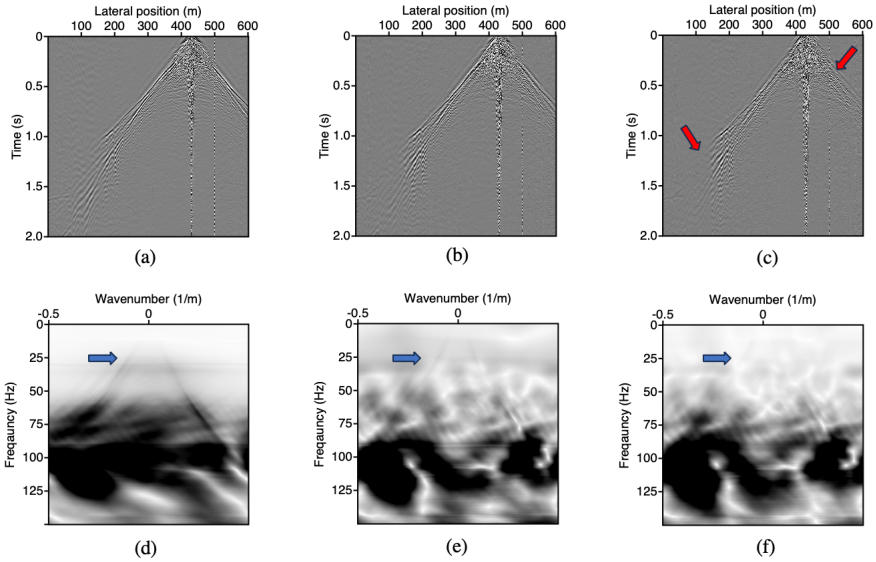 Lateral position (m)
100 200 300 400 500 600
0
0.5
1.0
1.5
2.0
Time (s)
(a)
Lateral position (m)
100 200 300 400 500 600
0
0.5
1.0
1.5
2.0
Time (s)
(b)
Lateral position (m)
100 200 300 400 500 600
0
0.5
1.0
1.5
2.0
Time (s)
(c)
Wavenumber (1/m)
-0.5 0
0
25
50
75
100
125
Freqauncy (Hz)
(d)
Wavenumber (1/m)
-0.5 0
0
25
50
75
100
125
Freqauncy (Hz)
(e)
Wavenumber (1/m)
-0.5 0
0
25
50
75
100
125
Freqauncy (Hz)
(f)